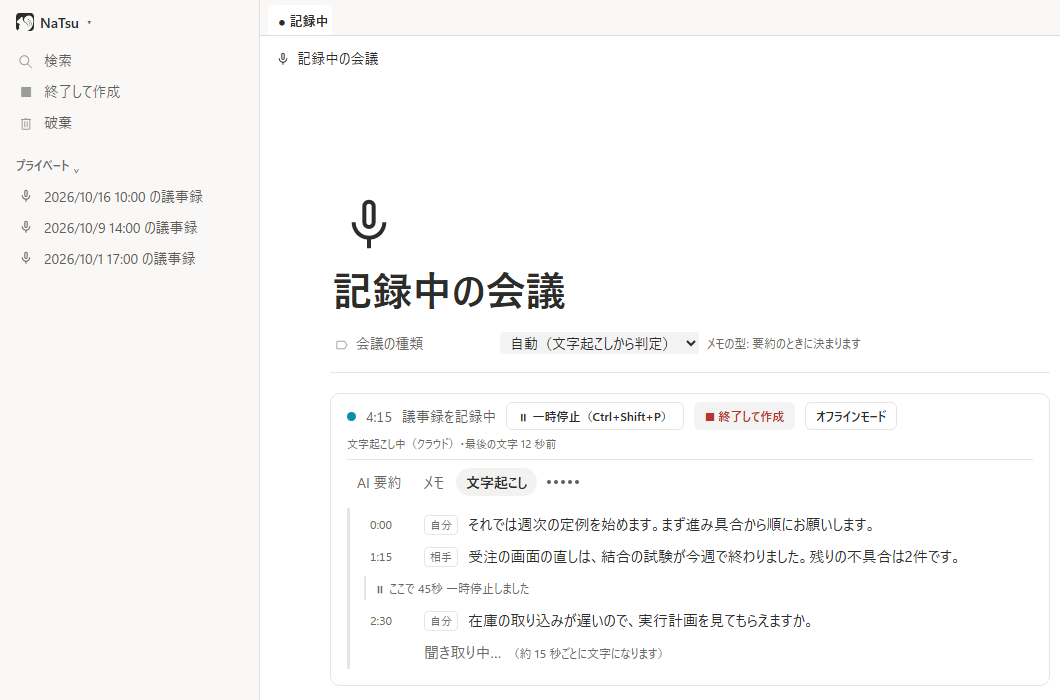 NaTsu
検索
終了して作成
破棄
プライベート
2026/10/16 10:00 の議事録
2026/10/9 14:00 の議事録
2026/10/1 17:00 の議事録
● 記録中
記録中の会議
記録中の会議
会議の種類 自動（文字起こしから判定） メモの型: 要約のときに決まります
4:15 議事録を記録中 ⏸ 一時停止（Ctrl+Shift+P） ■ 終了して作成 オフラインモード
文字起こし中（クラウド）・最後の文字 12 秒前
AI 要約 メモ 文字起こし •••••
0:00 自分 それでは週次の定例を始めます。まず進み具合から順にお願いします。
1:15 相手 受注の画面の直しは、結合の試験が今週で終わりました。残りの不具合は2件です。
⏸ ここで 45秒 一時停止しました
2:30 自分 在庫の取り込みが遅いので、実行計画を見てもらえますか。
聞き取り中… （約 15 秒ごとに文字になります）